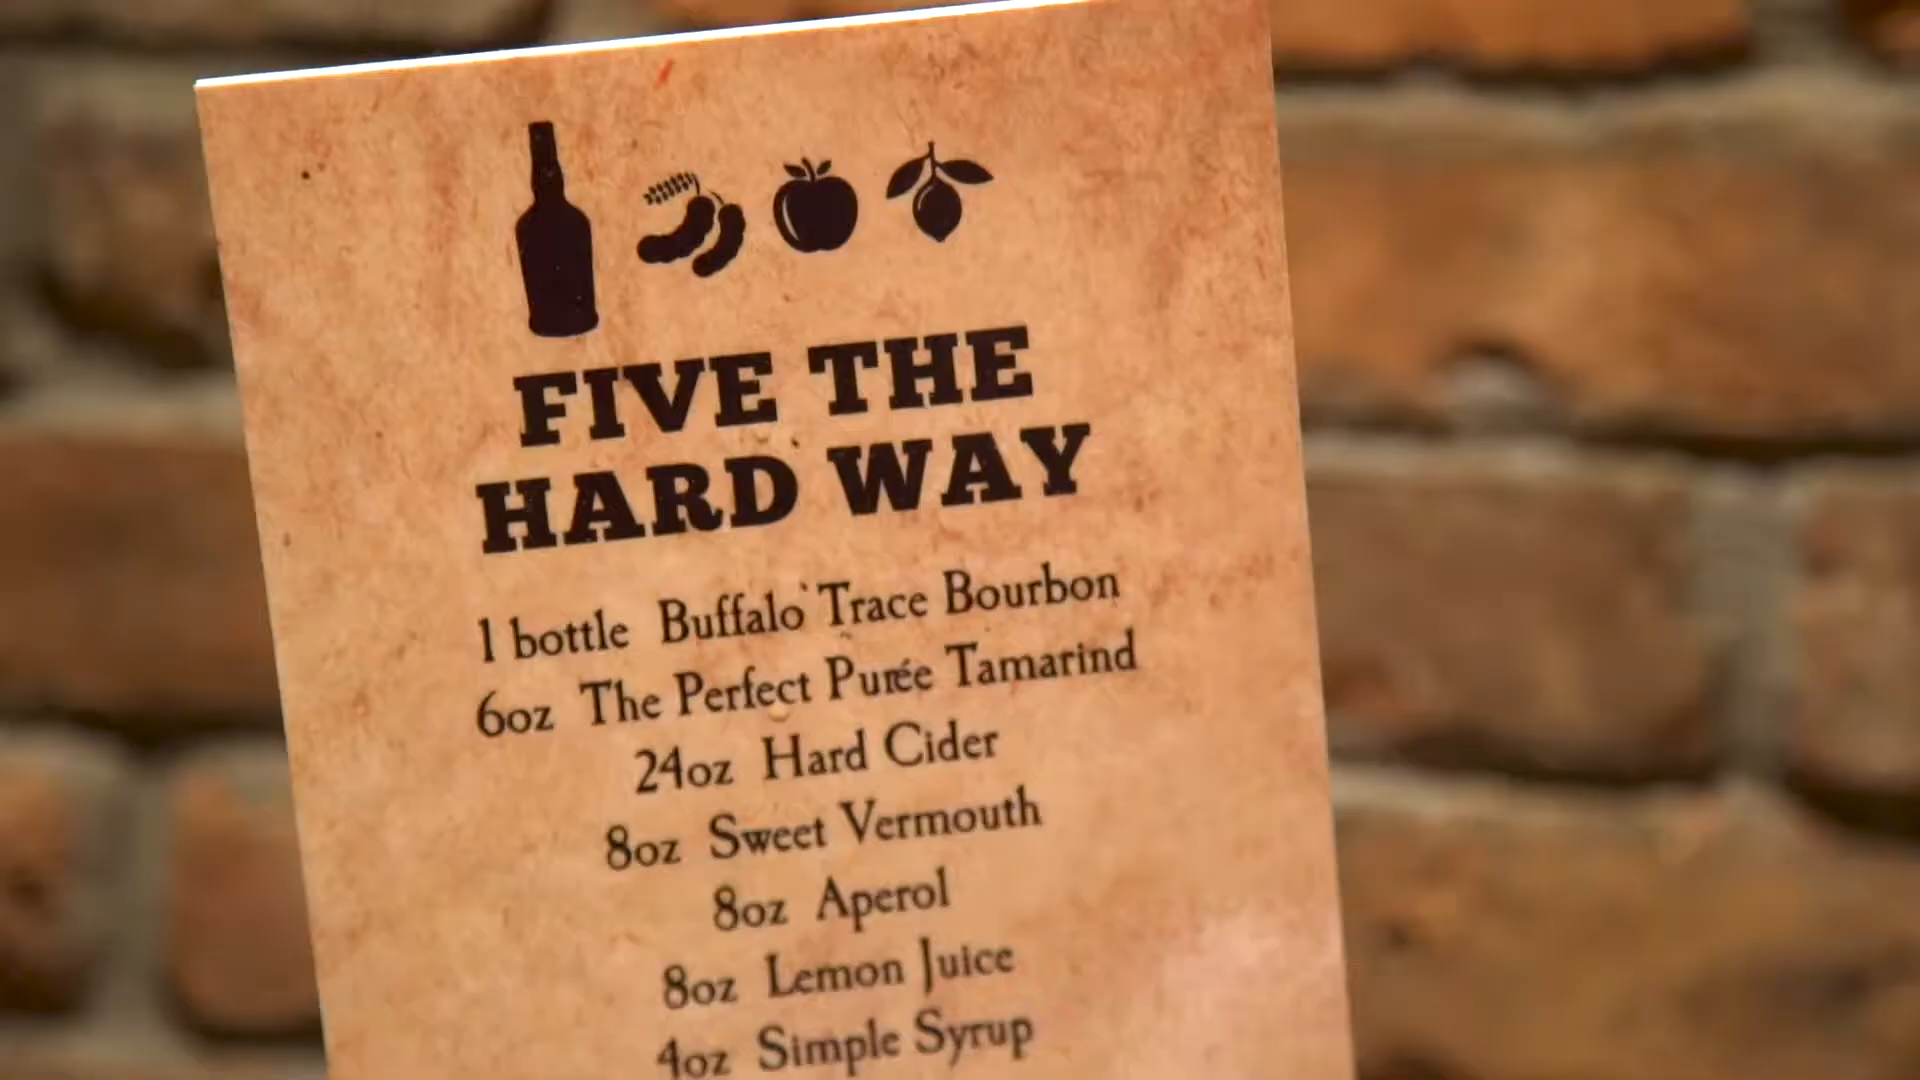 FIVE THE
HARD WAY
1 bottle Buffalo Trace Bourbon
6oz The Perfect Purée Tamarind
24oz Hard Cider
8oz Sweet Vermouth
8oz Aperol
8oz Lemon Juice
4oz Simple Syrup